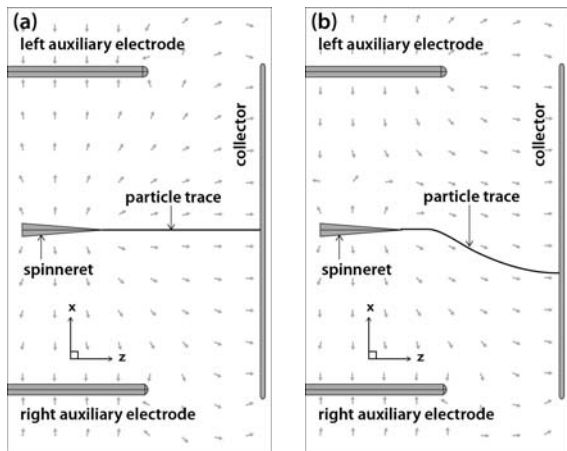 (a)
left auxiliary electrode
collector
particle trace
spinneret
x
z
right auxiliary electrode
(b)
left auxiliary electrode
collector
particle trace
spinneret
x
z
right auxiliary electrode